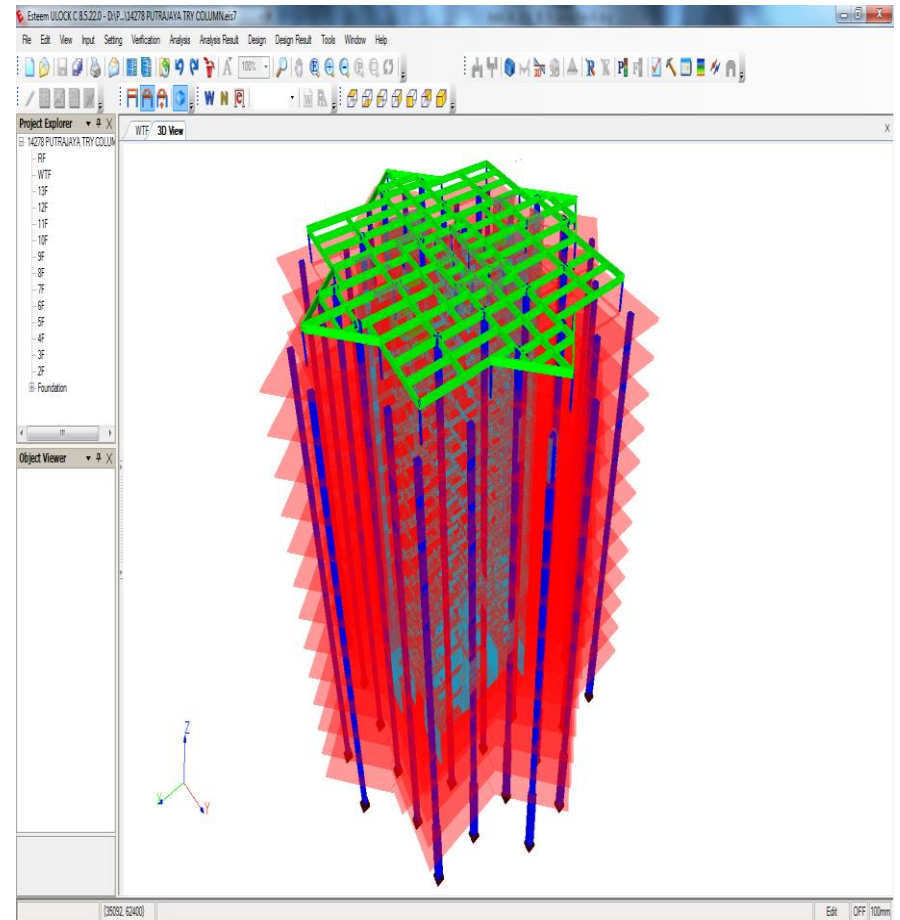 Esteem ULOCK C 8.5.22.0 - D:\P...\14278 PUTRAJAYA TRY COLUMN.eis7
File Edit View Input Setting Verification Analysis Analysis Result Design Design Result Tools Window Help
100%
W N
Project Explorer
WTF 3D View
14278 PUTRAJAYA TRY COLUM
RF
WTF
13F
12F
11F
10F
9F
8F
7F
6F
5F
4F
3F
2F
Foundation
Object Viewer
Z
X
Y
(35092, 62400)
Edit OFF 100mm